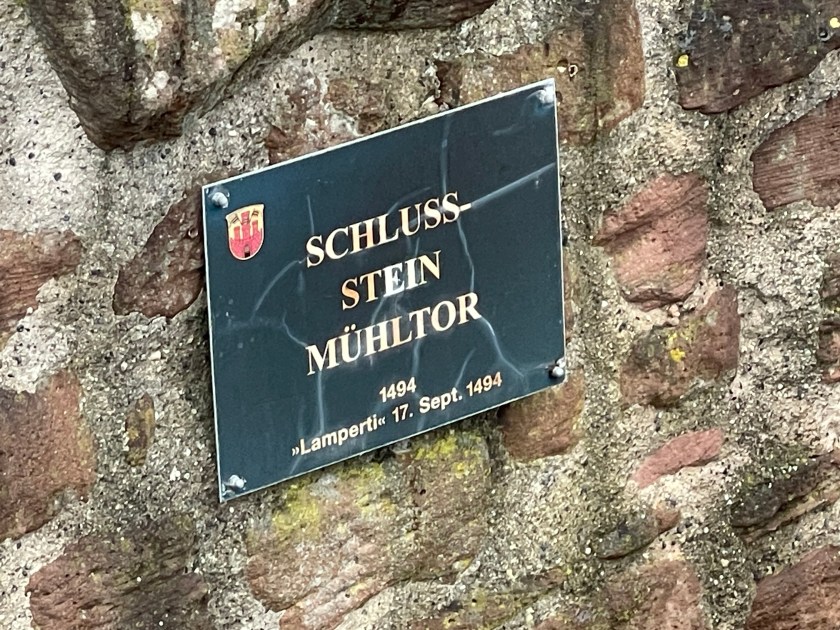 SCHLUSS-
STEIN
MÜHLTOR
1494
»Lamperti« 17. Sept. 1494